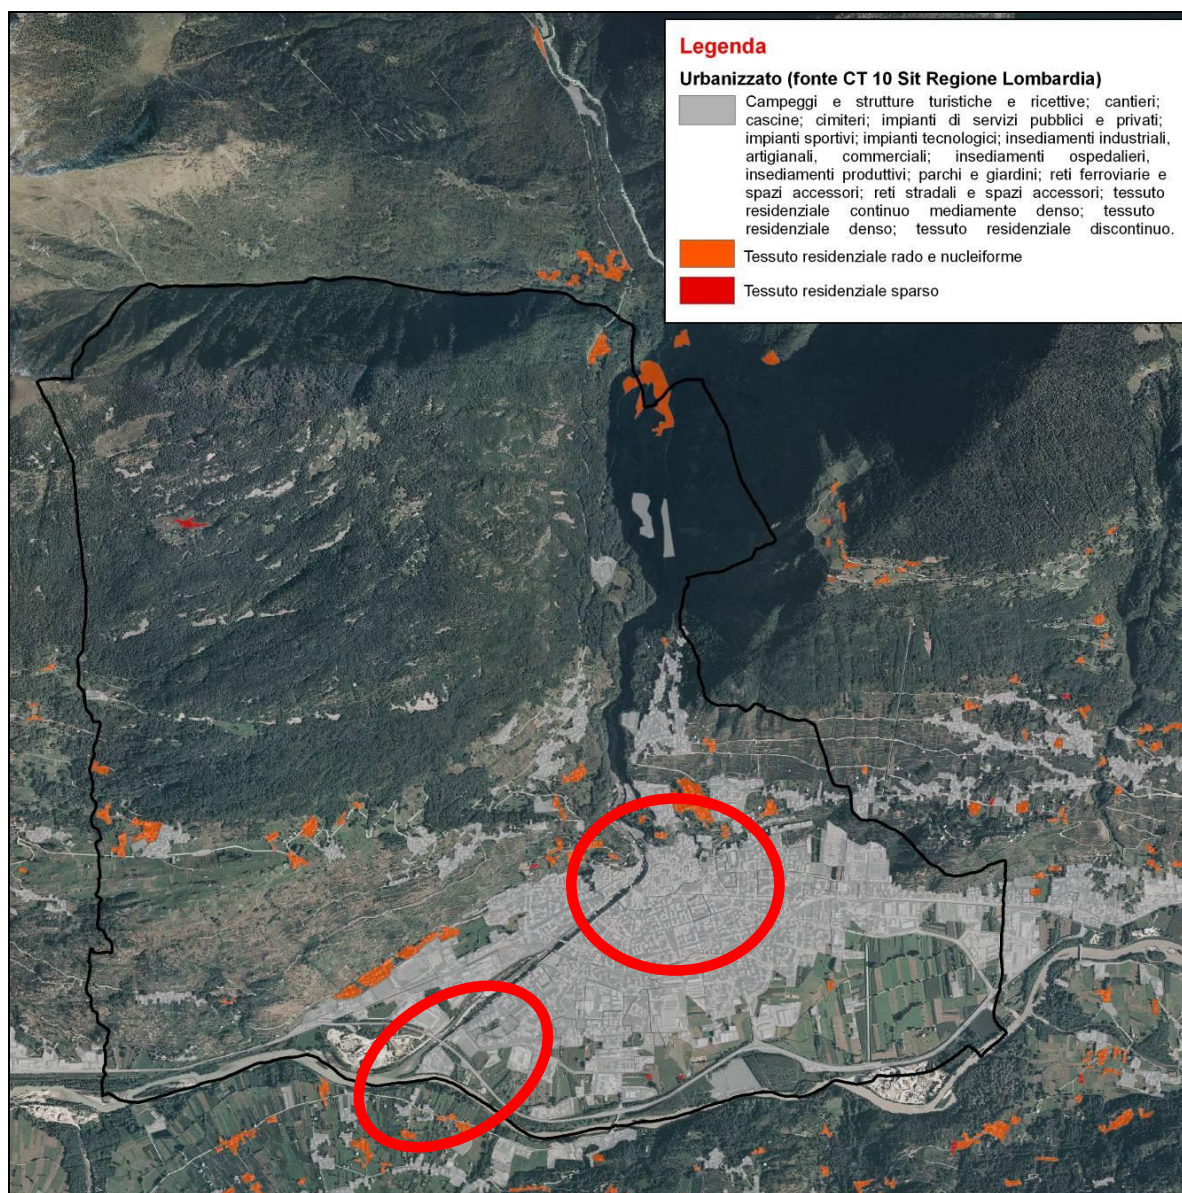 Legenda
Urbanizzato (fonte CT 10 Sit Regione Lombardia)
Campeggi e strutture turistiche e ricettive; cantieri;
cascine; cimiteri; impianti di servizi pubblici e privati;
impianti sportivi; impianti tecnologici; insediamenti industriali,
artigianali, commerciali; insediamenti ospedalieri,
insediamenti produttivi; parchi e giardini; reti ferroviarie e
spazi accessori; reti stradali e spazi accessori; tessuto
residenziale continuo mediamente denso; tessuto
residenziale denso; tessuto residenziale discontinuo.
Tessuto residenziale rado e nucleiforme
Tessuto residenziale sparso